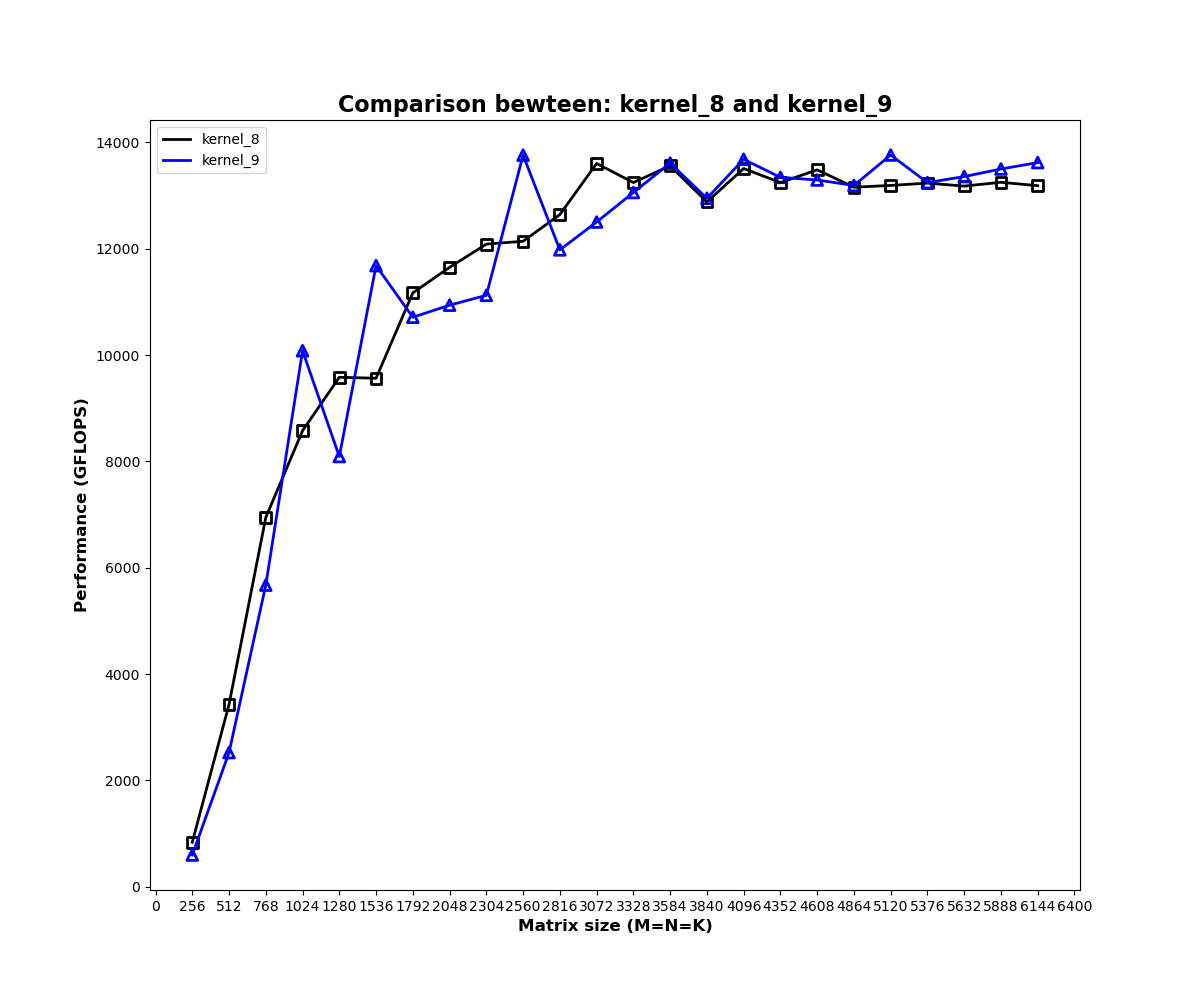 Comparison bewteen: kernel_8 and kernel_9
kernel_8
kernel_9
14000
12000
10000
8000
6000
4000
2000
0
Performance (GFLOPS)
0 256 512 768 1024 1280 1536 1792 2048 2304 2560 2816 3072 3328 3584 3840 4096 4352 4608 4864 5120 5376 5632 5888 6144 6400
Matrix size (M=N=K)